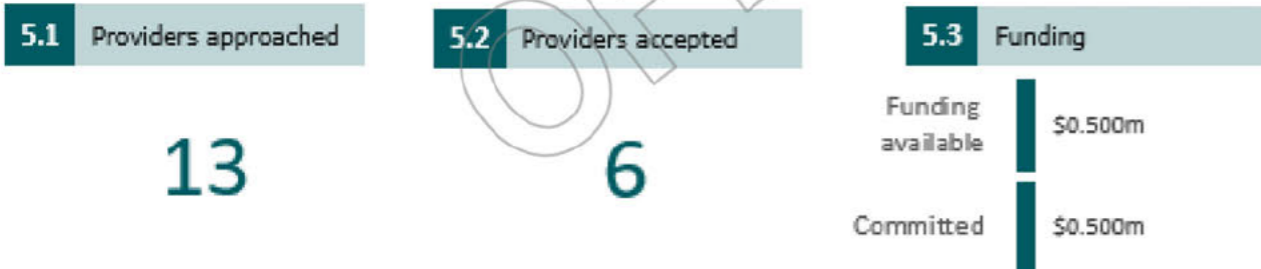 5.1 Providers approached
13
5.2 Providers accepted
6
5.3 Funding
Funding
available
$0.500m
Committed
$0.500m